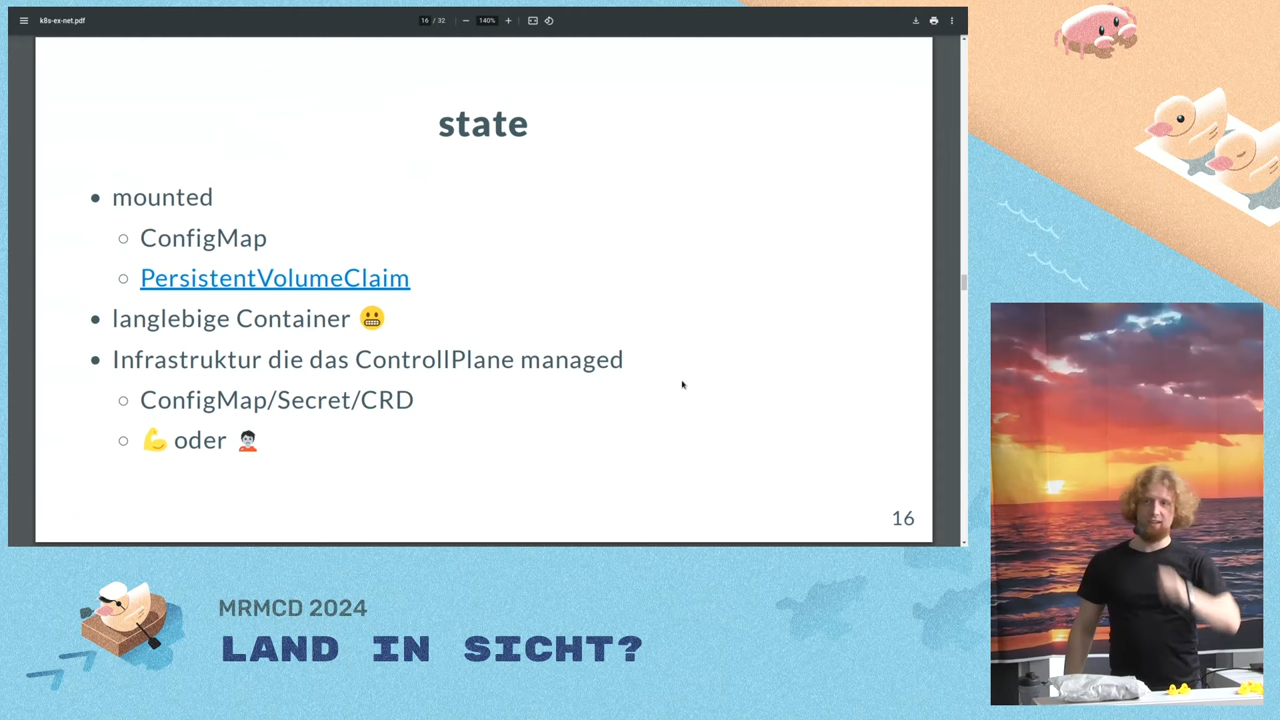 k8s-ex-net.pdf
16 / 32
140%
state
mounted
ConfigMap
PersistentVolumeClaim
langlebige Container 😬
Infrastruktur die das ControllPlane managed
ConfigMap/Secret/CRD
💪 oder 🧛🏻
16
MRMCD 2024
LAND IN SICHT?